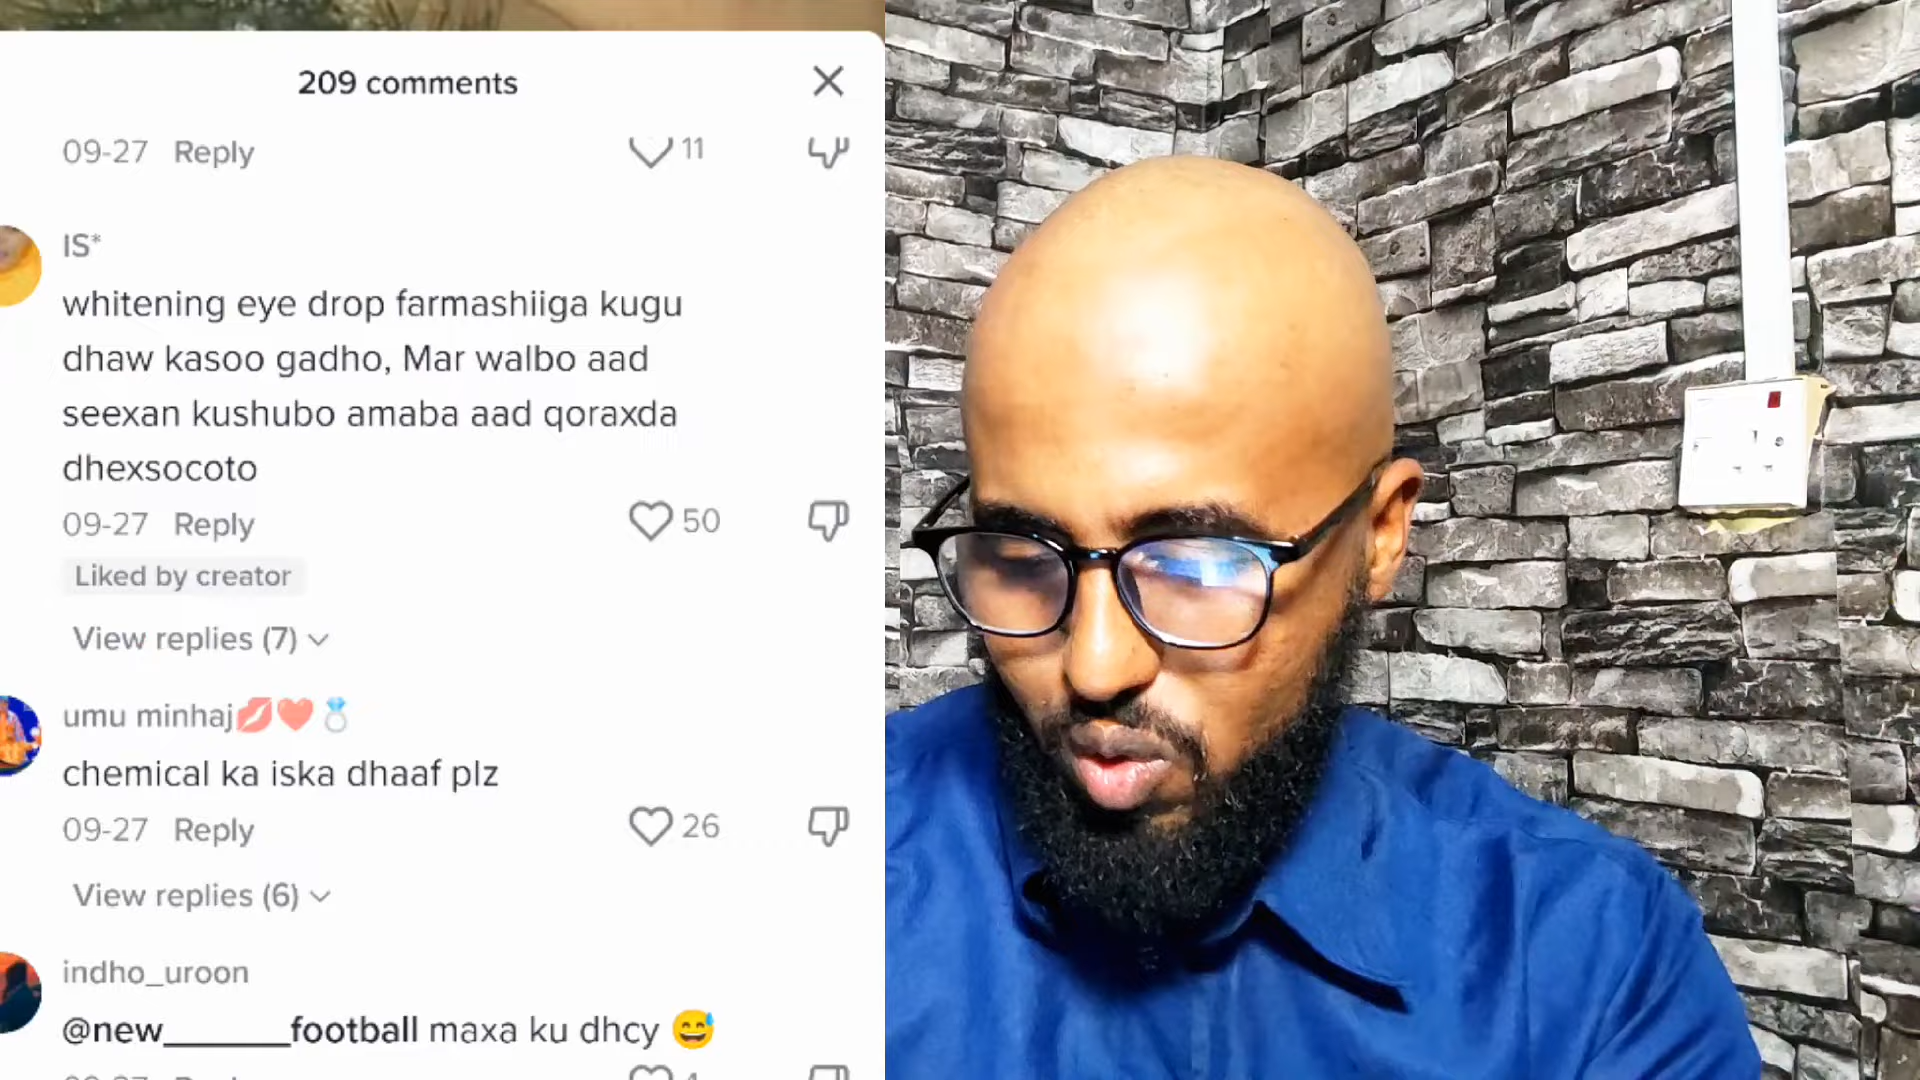 209 comments
09-27 Reply 11
IS*
whitening eye drop farmashiiga kugu
dhaw kasoo gadho, Mar walbo aad
seexan kushubo amaba aad qoraxda
dhexsocoto
09-27 Reply 50
Liked by creator
View replies (7)
umu minhaj💋❤️💍
chemical ka iska dhaaf plz
09-27 Reply 26
View replies (6)
indho_uroon
@new______football maxa ku dhcy 😅